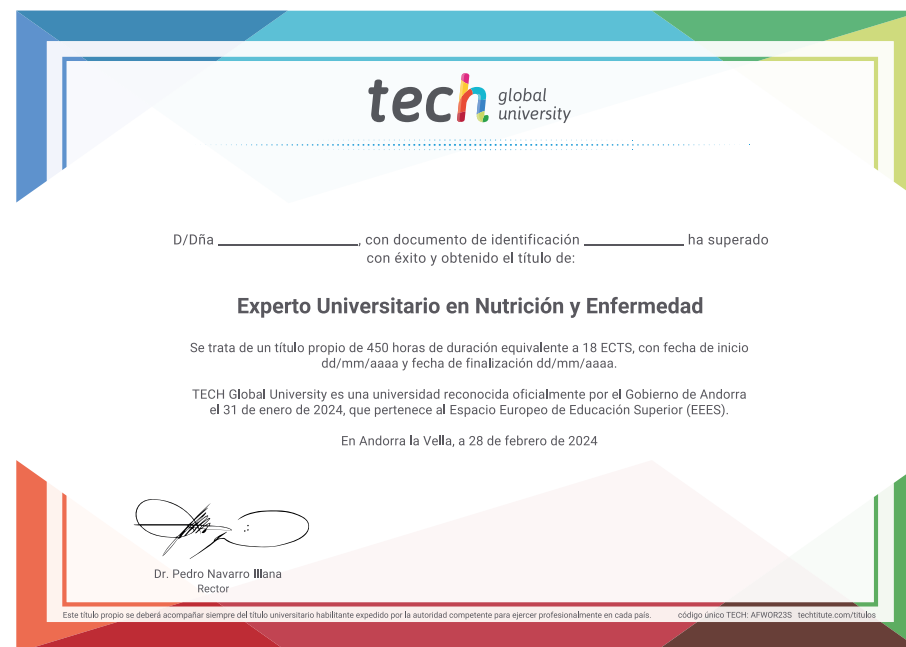 tech global university
D/Dña ______________, con documento de identificación __________ ha superado
con éxito y obtenido el título de:
Experto Universitario en Nutrición y Enfermedad
Se trata de un título propio de 450 horas de duración equivalente a 18 ECTS, con fecha de inicio
dd/mm/aaaa y fecha de finalización dd/mm/aaaa.
TECH Global University es una universidad reconocida oficialmente por el Gobierno de Andorra
el 31 de enero de 2024, que pertenece al Espacio Europeo de Educación Superior (EEES).
En Andorra la Vella, a 28 de febrero de 2024
Dr. Pedro Navarro Illana
Rector
Este título propio se deberá acompañar siempre del título universitario habilitante expedido por la autoridad competente para ejercer profesionalmente en cada país. código único TECH: AFWOR23S techtitute.com/titulos